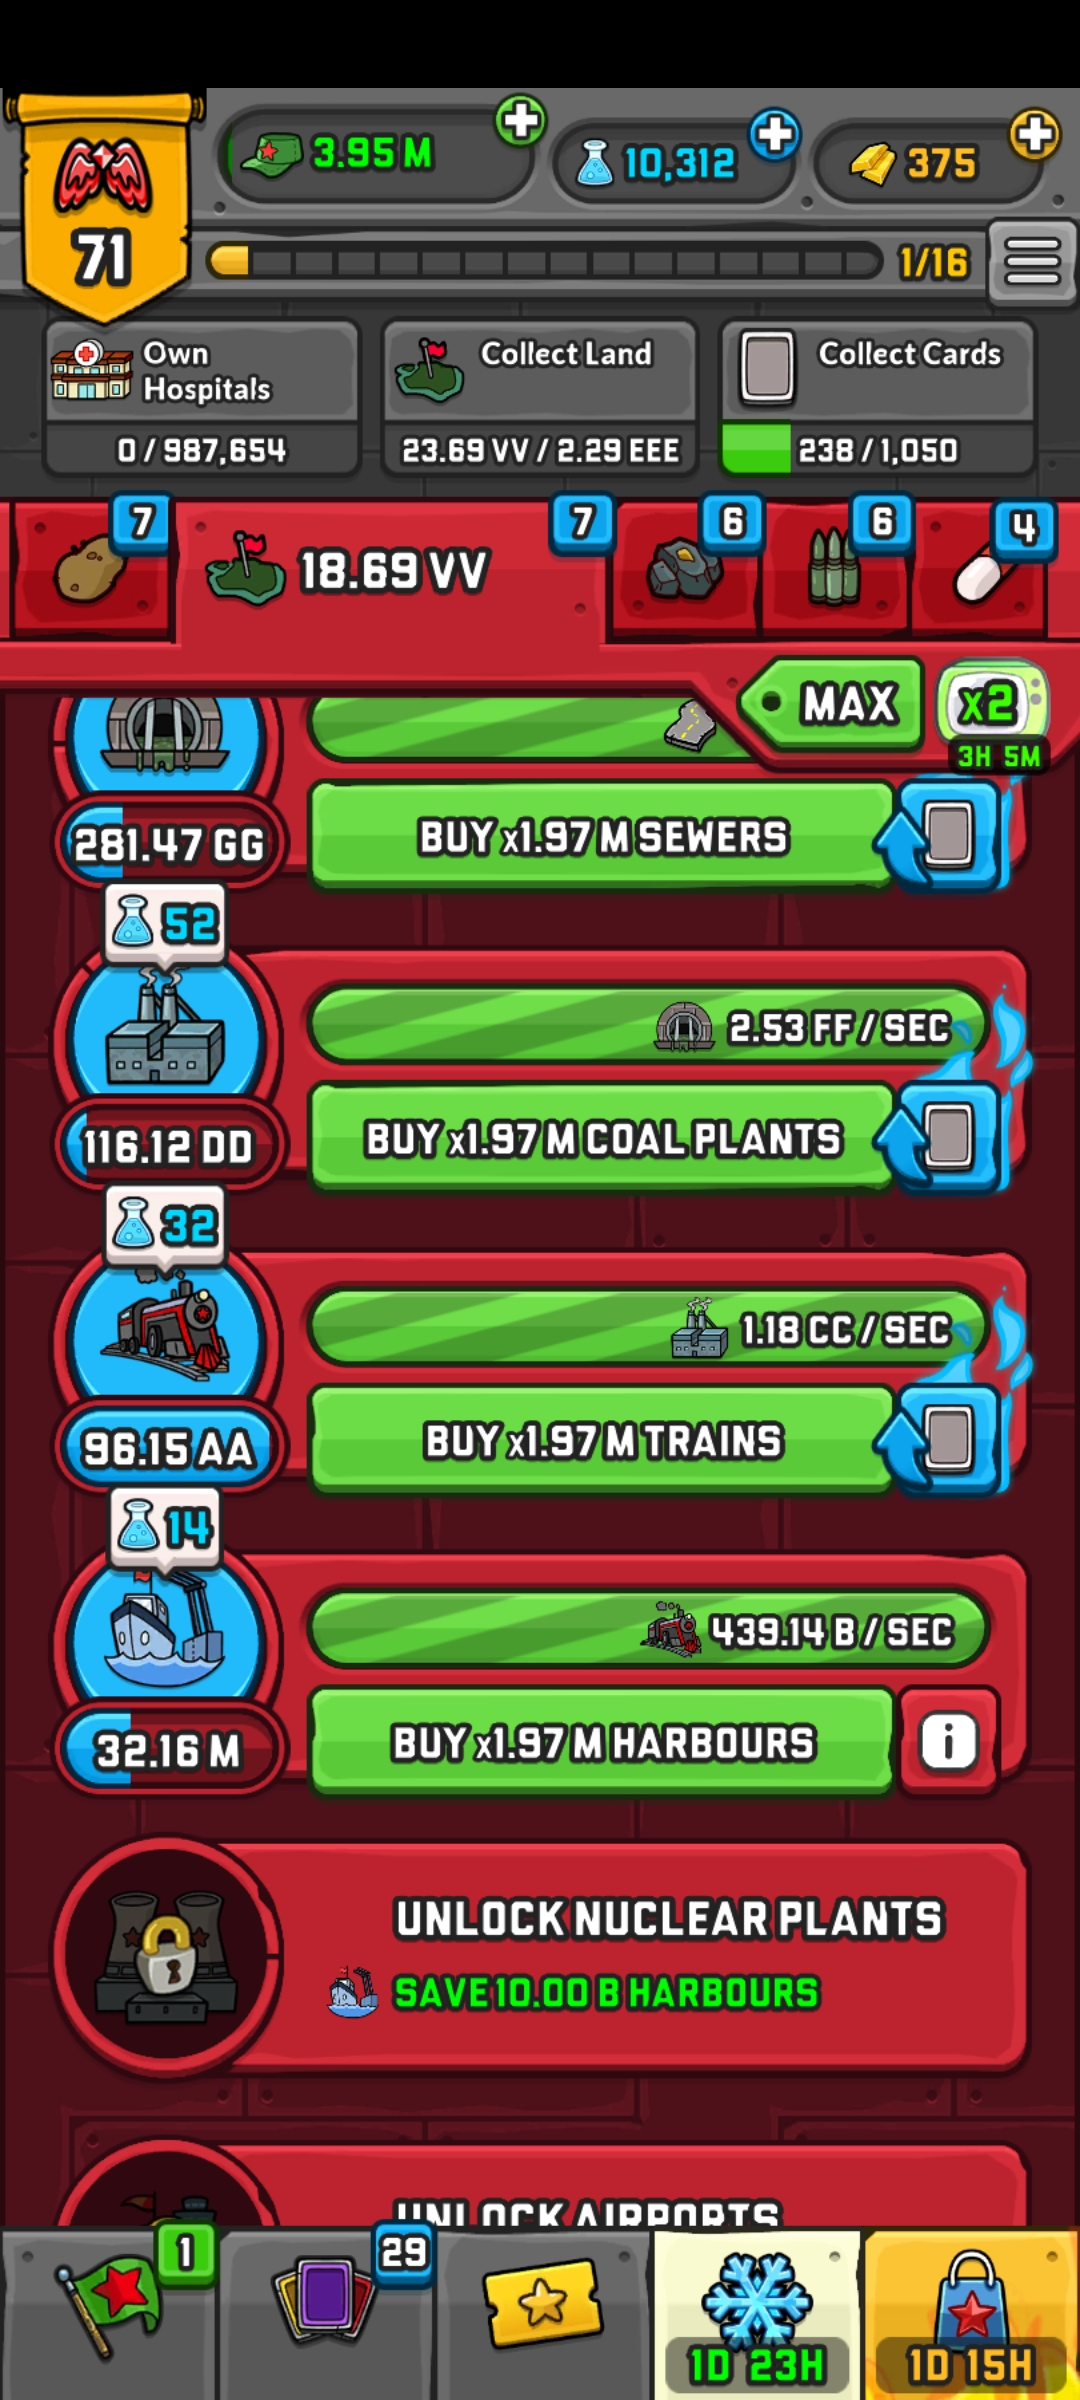 3.95 M
10,312
375
71
1/16
Own
Hospitals
0 / 987,654
Collect Land
23.69 VV / 2.29 EEE
Collect Cards
238 / 1,050
7
18.69 VV
7
6
6
4
MAX
x2
3H 5M
281.47 GG
BUY x1.97 M SEWERS
52
2.53 FF / SEC
116.12 DD
BUY x1.97 M COAL PLANTS
32
1.18 CC / SEC
96.15 AA
BUY x1.97 M TRAINS
14
439.14 B / SEC
32.16 M
BUY x1.97 M HARBOURS
i
UNLOCK NUCLEAR PLANTS
SAVE 10.00 B HARBOURS
UNLOCK AIRPORTS
1
29
1D 23H
1D 15H